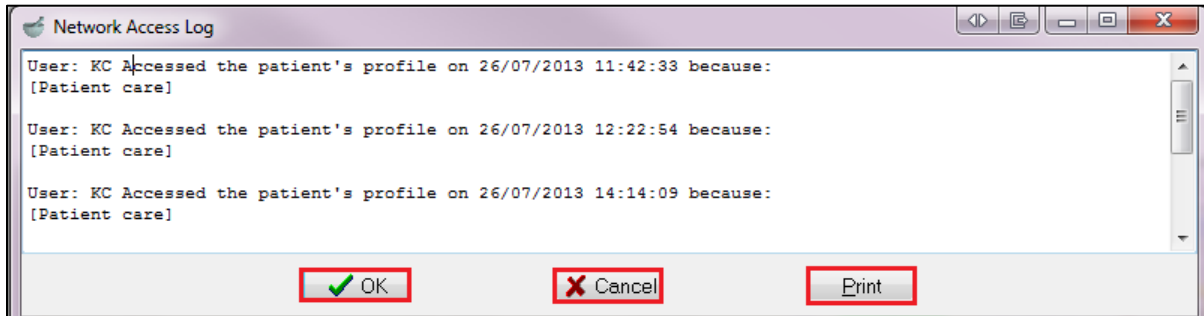 Network Access Log
User: KC Accessed the patient's profile on 26/07/2013 11:42:33 because:
[Patient care]
User: KC Accessed the patient's profile on 26/07/2013 12:22:54 because:
[Patient care]
User: KC Accessed the patient's profile on 26/07/2013 14:14:09 because:
[Patient care]
OK Cancel Print